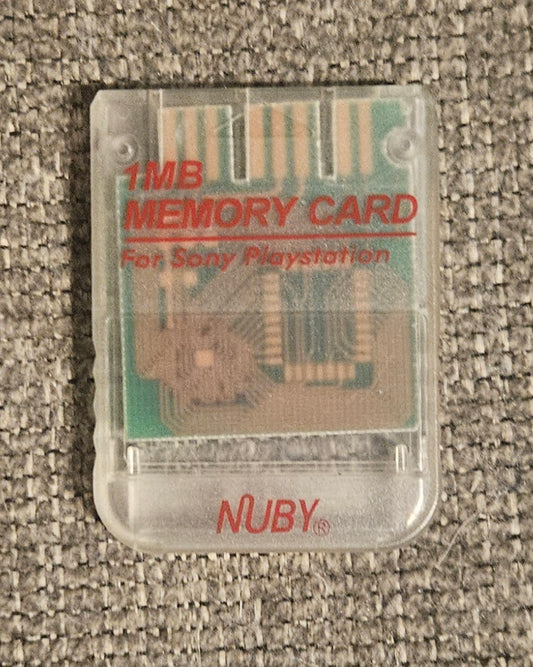 1MB
MEMORY CARD
For Sony Playstation
NUBY®